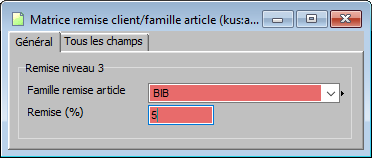 Matrice remise client/famille article (kus:a...
Général Tous les champs
Remise niveau 3
Famille remise article BIB
Remise (%) 5